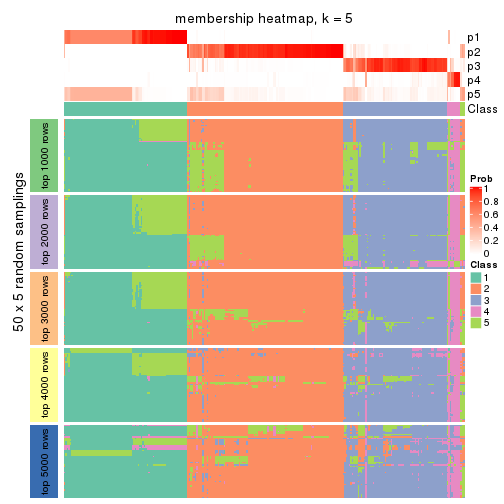 membership heatmap, k = 5
p1
p2
p3
p4
p5
Class
50 x 5 random samplings
top 1000 rows
top 2000 rows
top 3000 rows
top 4000 rows
top 5000 rows
Prob
1
0.8
0.6
0.4
0.2
0
Class
1
2
3
4
5